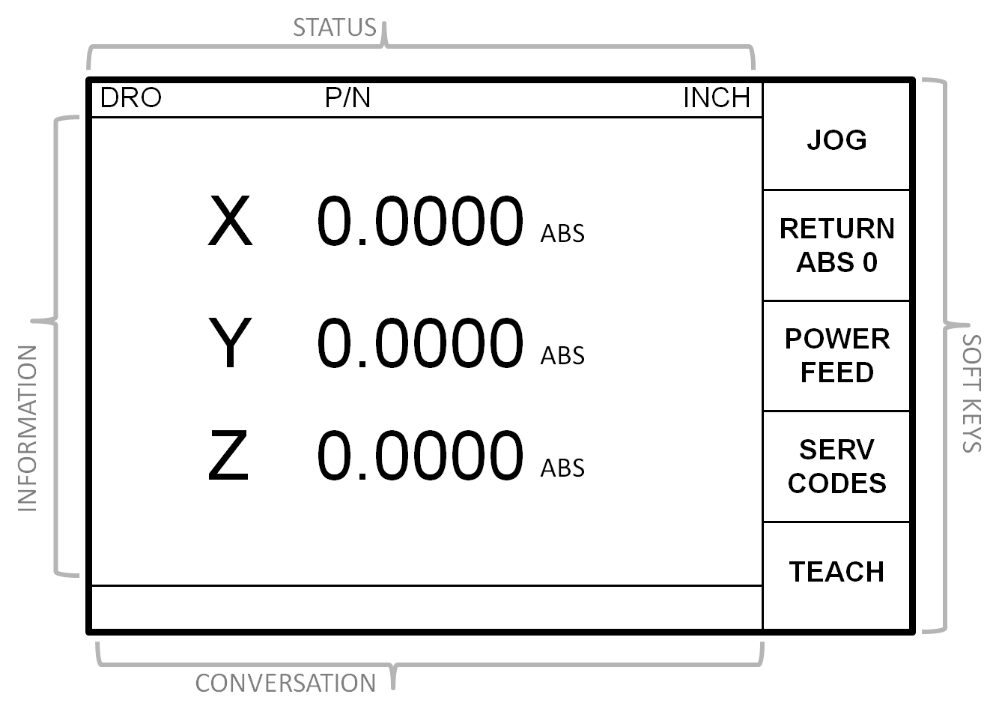 STATUS
DRO P/N INCH
JOG
RETURN
ABS 0
POWER
FEED
SERV
CODES
TEACH
X 0.0000 ABS
Y 0.0000 ABS
Z 0.0000 ABS
INFORMATION
SOFT KEYS
CONVERSATION